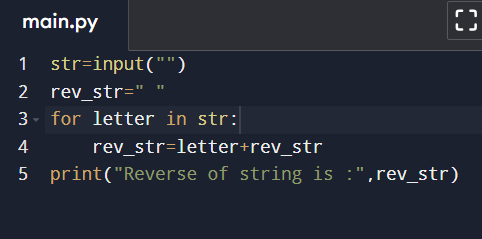 main.py
1 str=input("")
2 rev_str=" "
3 for letter in str:
4     rev_str=letter+rev_str
5 print("Reverse of string is :",rev_str)